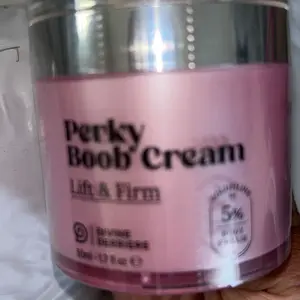 Perky
Boob Cream
Lift & Firm
5%
DIVINE
DERRIERE